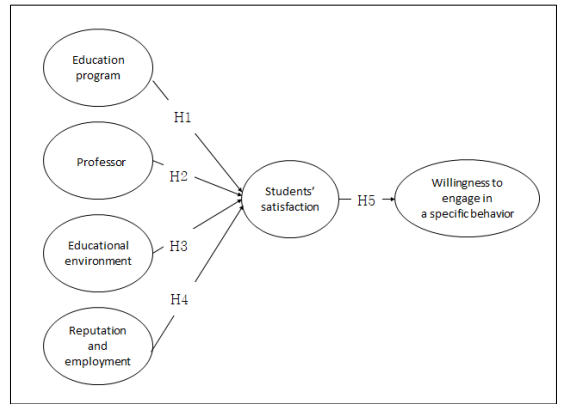 Education
program
H1
Professor
H2
Educational
environment
H3
Reputation
and
employment
H4
Students’
satisfaction
H5
Willingness to
engage in
a specific behavior